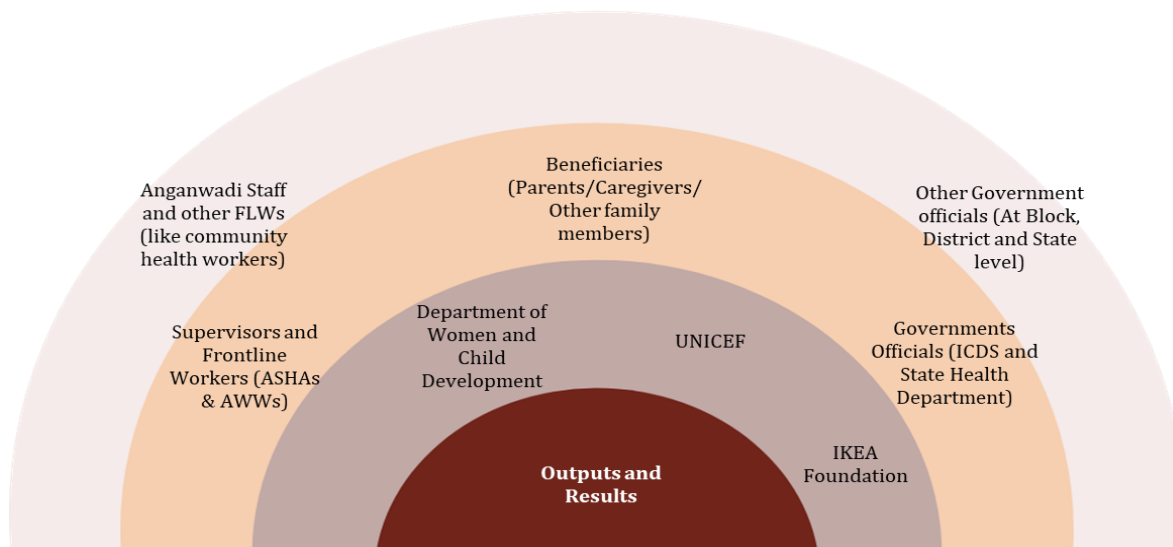 Beneficiaries
(Parents/Caregivers/
Other family
members)
Anganwadi Staff
and other FLWs
(like community
health workers)
Other Government
officials (At Block,
District and State
level)
Department of
Women and
Child
Development
UNICEF
Supervisors and
Frontline
Workers (ASHAs
& AWWs)
Governments
Officials (ICDS and
State Health
Department)
IKEA
Foundation
Outputs and
Results